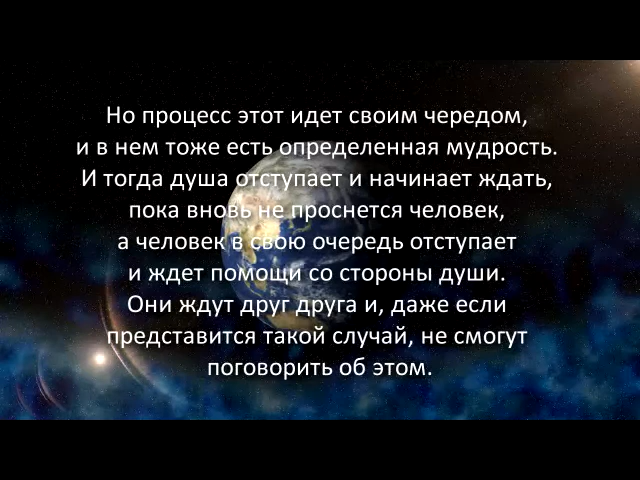 Но процесс этот идет своим чередом,
и в нем тоже есть определенная мудрость.
И тогда душа отступает и начинает ждать,
пока вновь не проснется человек,
а человек в свою очередь отступает
и ждет помощи со стороны души.
Они ждут друг друга и, даже если
представится такой случай, не смогут
поговорить об этом.